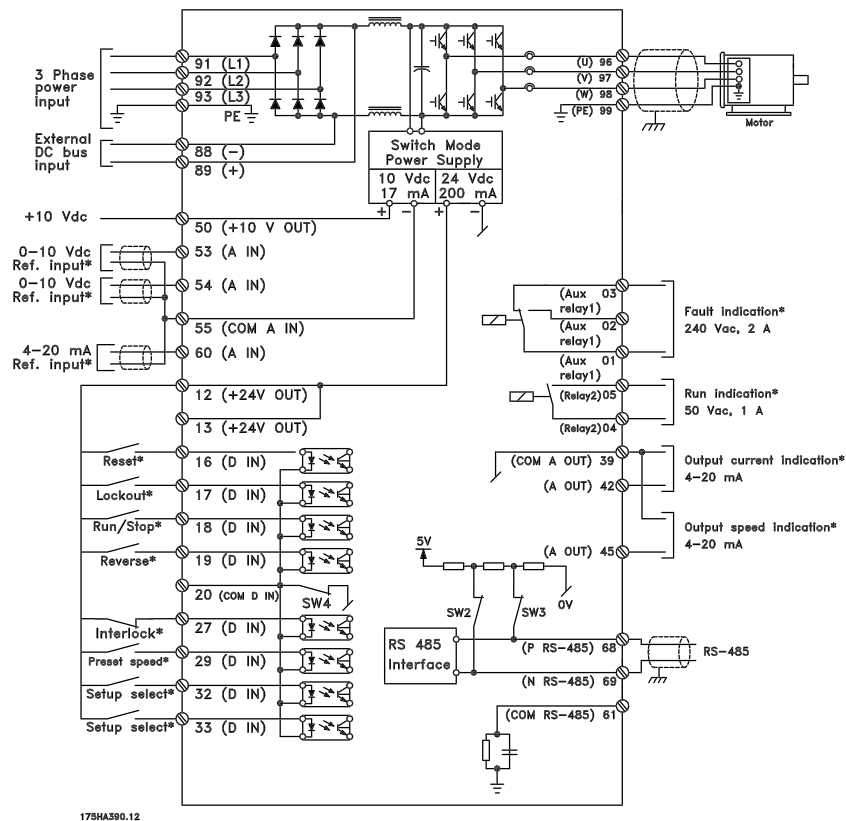 3 Phase
power
input
91 (L1)
92 (L2)
93 (L3)
PE
External
DC bus
input
88 (–)
89 (+)
Switch Mode
Power Supply
10 Vdc
17 mA
24 Vdc
200 mA
+ – + –
(U) 96
(V) 97
(W) 98
(PE) 99
Motor
+10 Vdc
50 (+10 V OUT)
0–10 Vdc
Ref. input*
53 (A IN)
0–10 Vdc
Ref. input*
54 (A IN)
55 (COM A IN)
4–20 mA
Ref. input*
60 (A IN)
12 (+24V OUT)
13 (+24V OUT)
Reset*
16 (D IN)
Lockout*
17 (D IN)
Run/Stop*
18 (D IN)
Reverse*
19 (D IN)
20 (COM D IN)
SW4
Interlock*
27 (D IN)
Preset speed*
29 (D IN)
Setup select*
32 (D IN)
Setup select*
33 (D IN)
(Aux 03
relay1)
(Aux 02
relay1)
(Aux 01
relay1)
Fault indication*
240 Vac, 2 A
(Relay2)05
(Relay2)04
Run indication*
50 Vac, 1 A
(COM A OUT) 39
(A OUT) 42
Output current indication*
4–20 mA
Output speed indication*
4–20 mA
(A OUT) 45
5V
0V
SW2
SW3
RS 485
Interface
(P RS-485) 68
RS-485
(N RS-485) 69
(COM RS-485) 61
175HA390.12